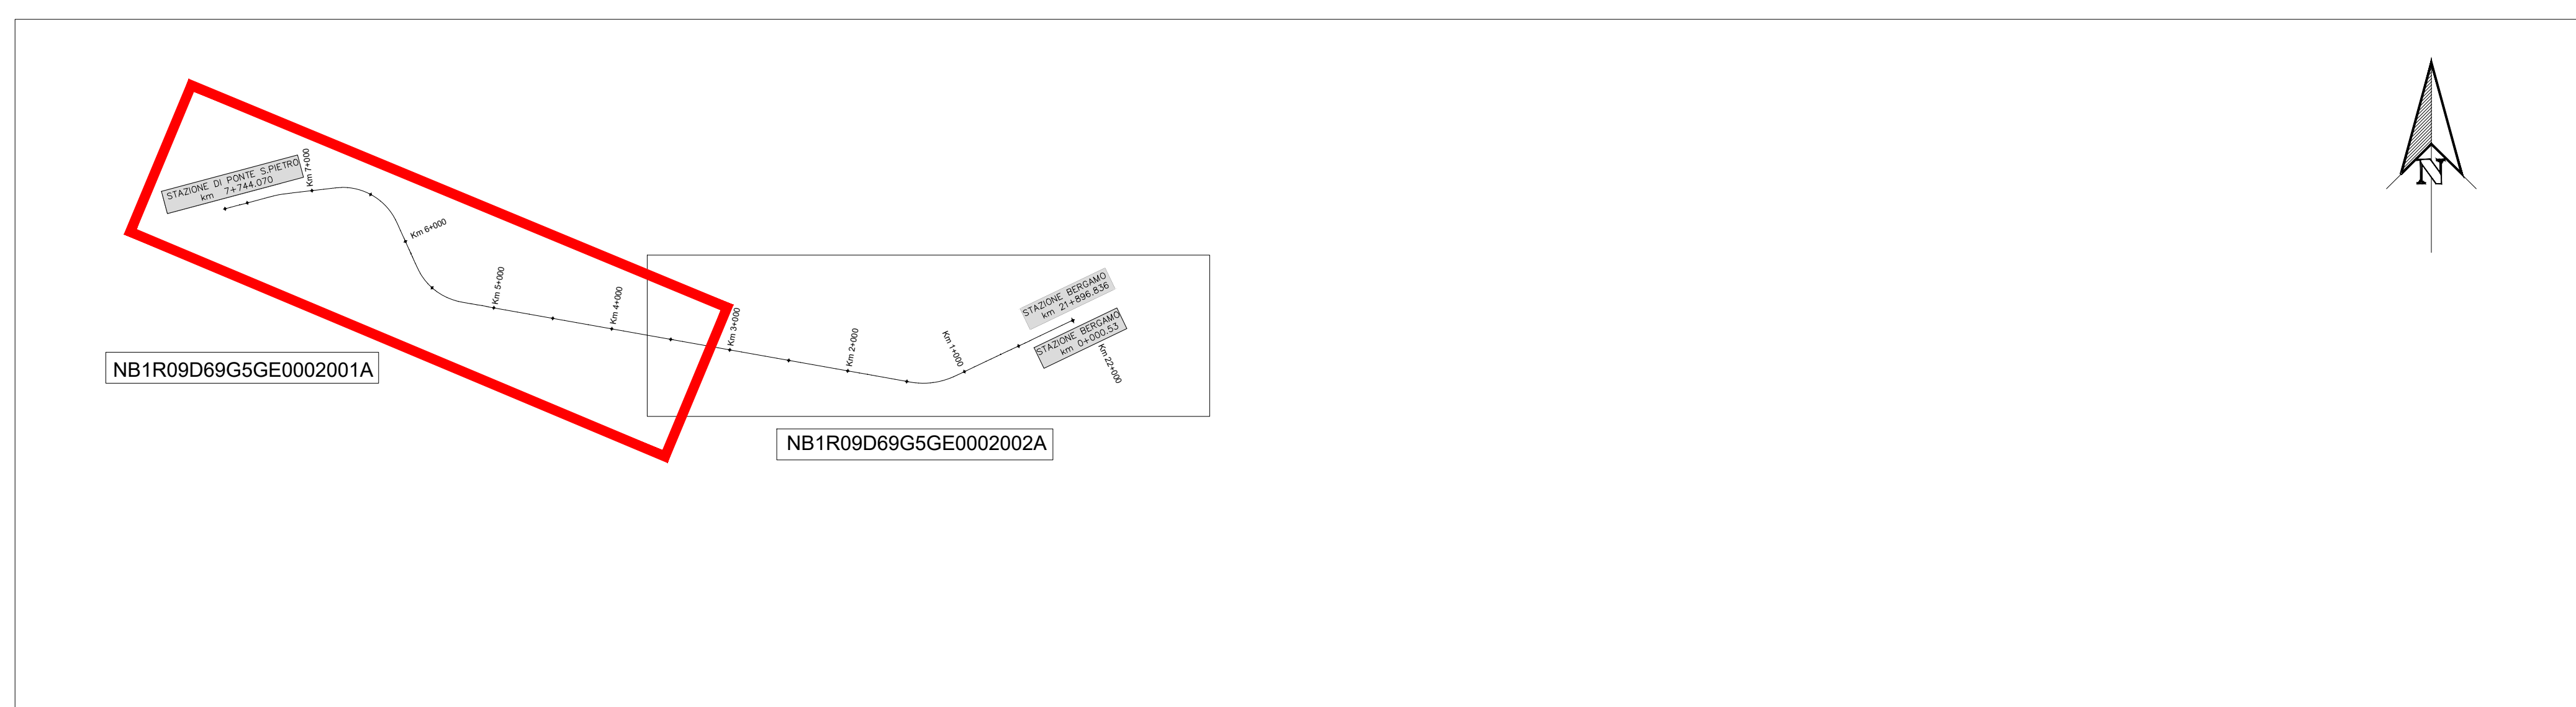 N
STAZIONE DI PONTE S.PIETRO
km 7+744.070
Km 7+000
Km 6+000
Km 5+000
Km 4+000
Km 3+000
Km 2+000
Km 1+000
STAZIONE BERGAMO
km 21+896.836
STAZIONE BERGAMO
km 0+000.53
Km 22+000
NB1R09D69G5GE0002001A
NB1R09D69G5GE0002002A